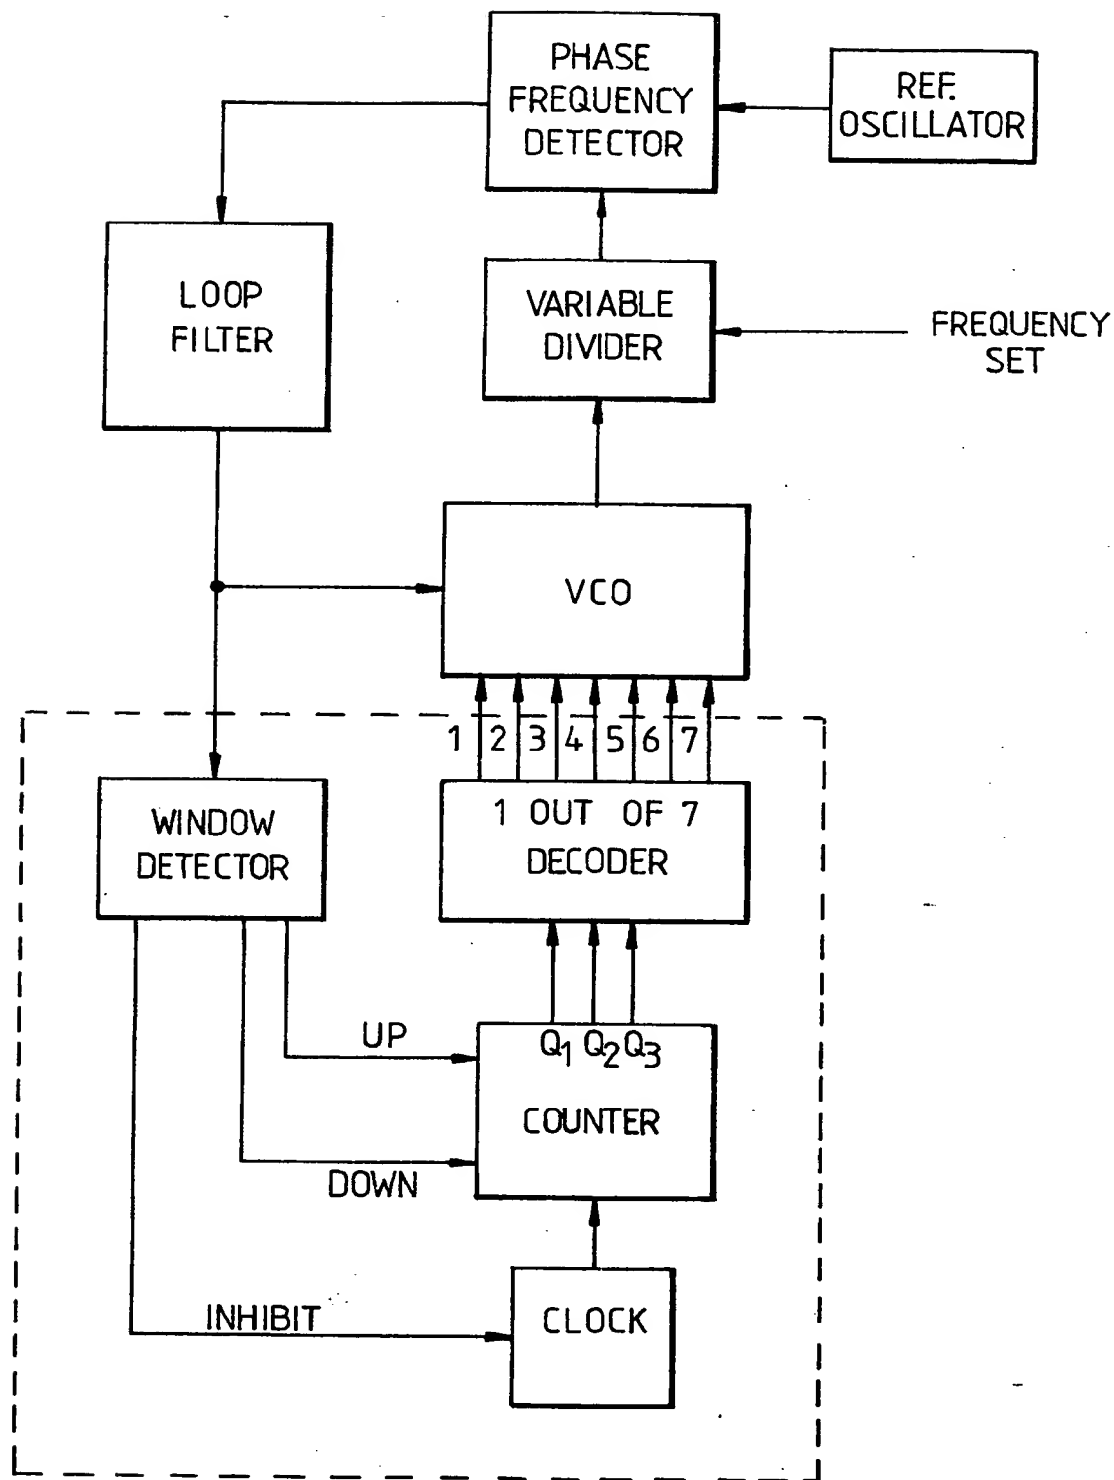 PHASE
FREQUENCY
DETECTOR
REF.
OSCILLATOR
LOOP
FILTER
VARIABLE
DIVIDER
FREQUENCY
SET
VCO
1 2 3 4 5 6 7
1 OUT OF 7
DECODER
WINDOW
DETECTOR
UP
Q1 Q2 Q3
COUNTER
DOWN
INHIBIT
CLOCK